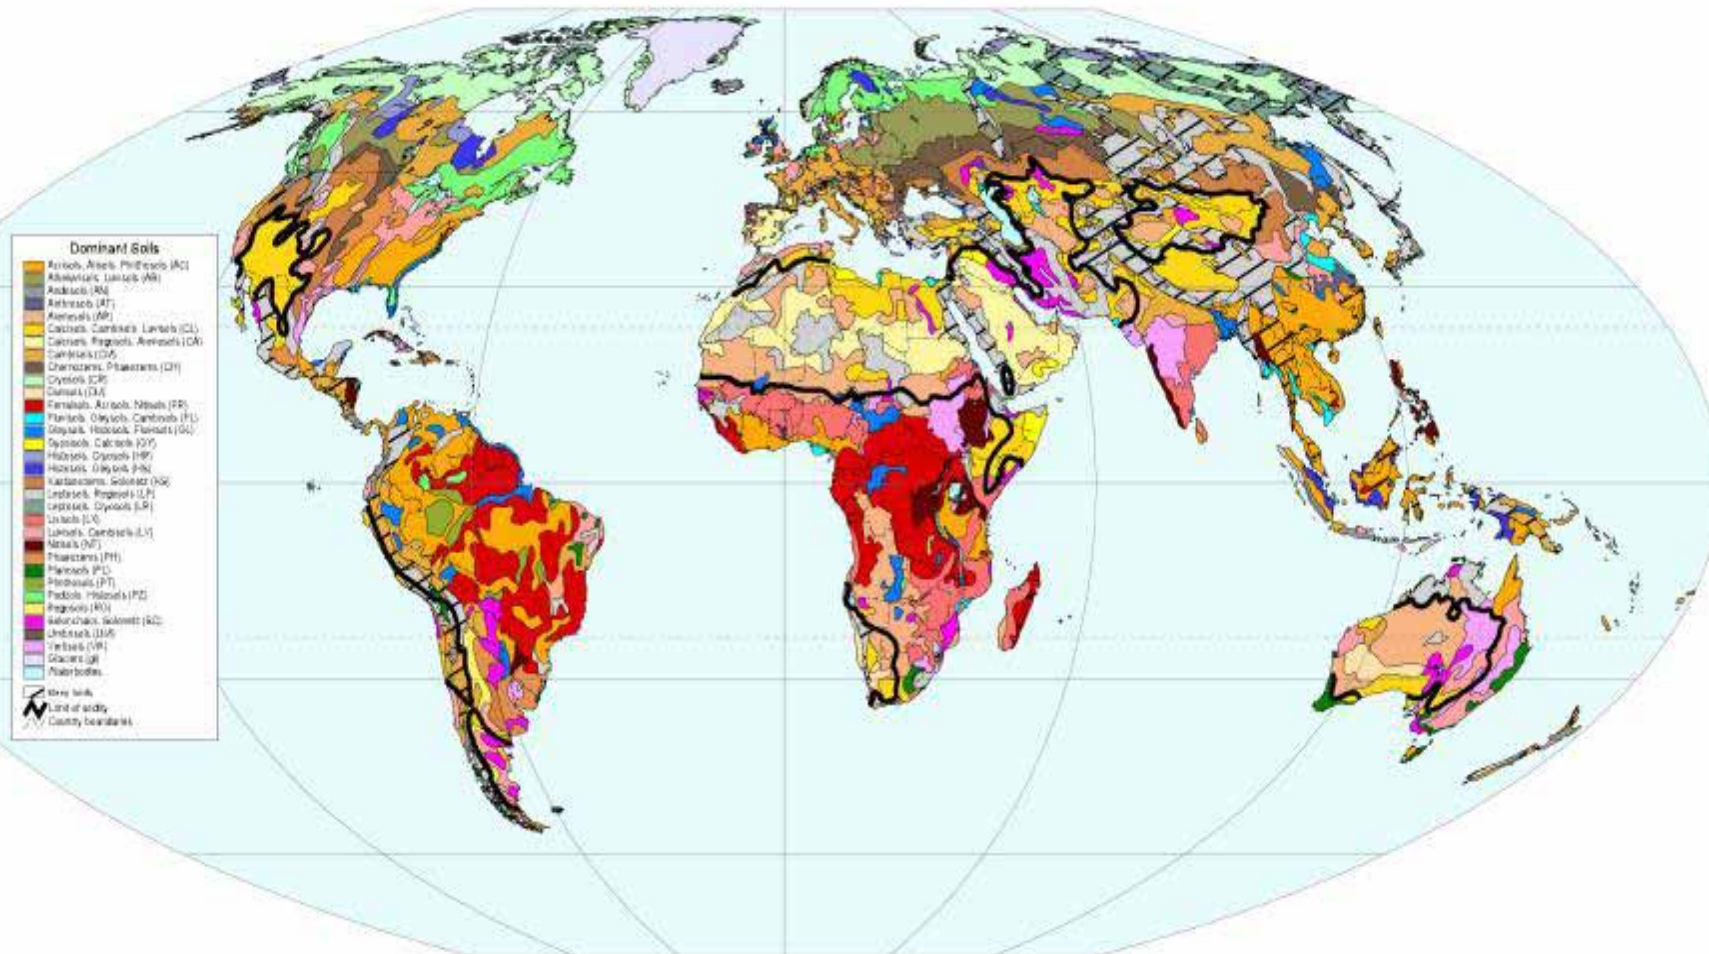 Dominant Soils
Acrisols, Alisols, Plinthosols (AC)
Albeluvisols, Luvisols (AB)
Andosols (AN)
Anthrosols (AT)
Arenosols (AR)
Calcisols, Cambisols, Luvisols (CL)
Calcisols, Regosols, Arenosols (CA)
Cambisols (CM)
Chernozems, Phaeozems (CH)
Cryosols (CR)
Durisols (DU)
Ferralsols, Acrisols, Nitisols (FR)
Fluvisols, Gleysols, Cambisols (FL)
Gleysols, Histosols, Fluvisols (GL)
Gypsisols, Calcisols (GY)
Histosols, Cryosols (HR)
Histosols, Gleysols (HS)
Kastanozems, Solonetz (KS)
Leptosols, Regosols (LP)
Leptosols, Cryosols (LR)
Lixisols (LX)
Luvisols, Cambisols (LV)
Nitisols (NT)
Phaeozems (PH)
Planosols (PL)
Plinthosols (PT)
Podzols, Histosols (PZ)
Regosols (RG)
Solonchaks, Solonetz (SC)
Umbrisols (UM)
Vertisols (VR)
Glaciers (gl)
Waterbodies
Steep lands
Limit of aridity
Country boundaries